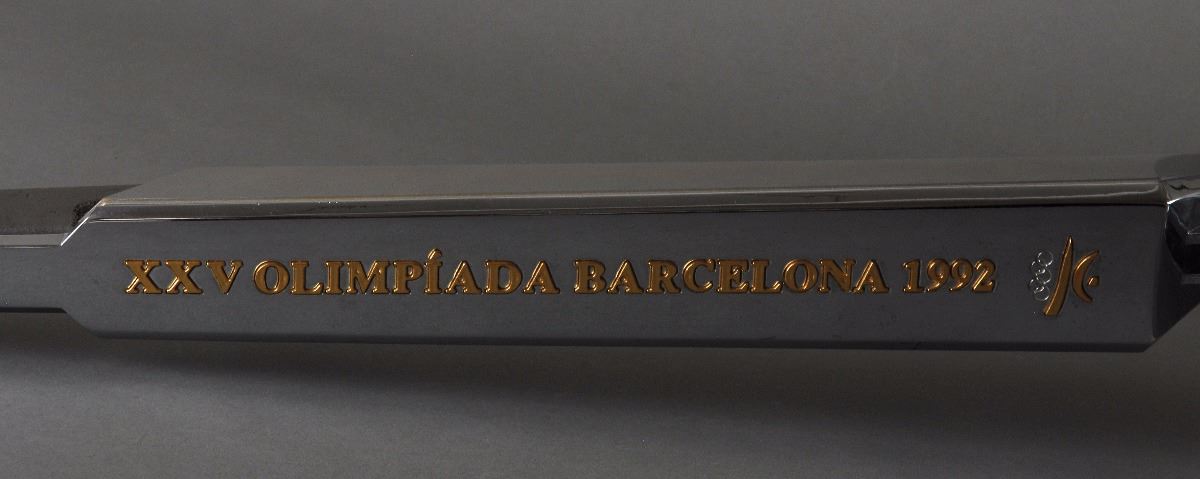 XXV OLIMPÍADA BARCELONA 1992